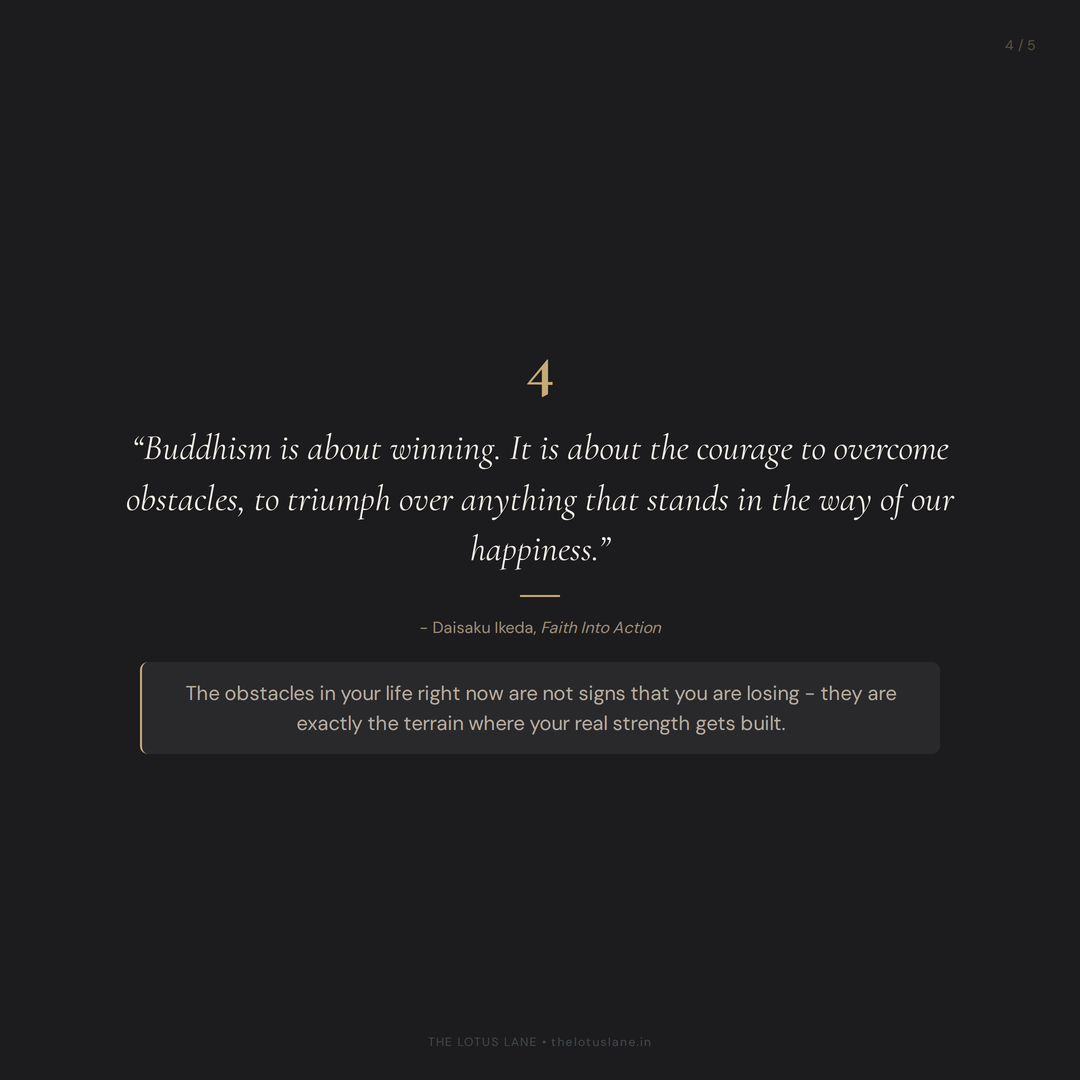 4 / 5
4
“Buddhism is about winning. It is about the courage to overcome
obstacles, to triumph over anything that stands in the way of our
happiness.”
– Daisaku Ikeda, Faith Into Action
The obstacles in your life right now are not signs that you are losing – they are
exactly the terrain where your real strength gets built.
THE LOTUS LANE • thelotuslane.in